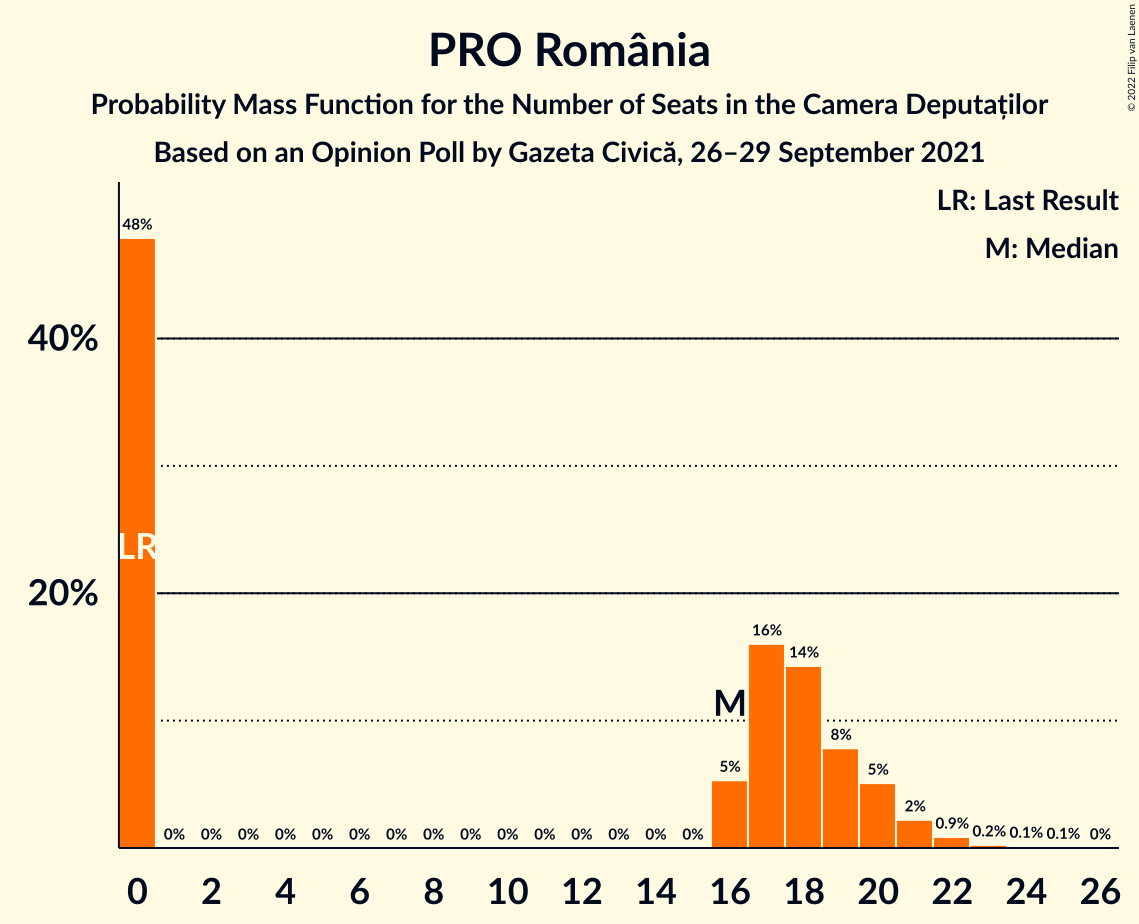 © 2022 Filip van Laenen
PRO România
Probability Mass Function for the Number of Seats in the Camera Deputaților
Based on an Opinion Poll by Gazeta Civică, 26–29 September 2021
LR: Last Result
M: Median
40%
20%
48%
LR
0% 0% 0% 0% 0% 0% 0% 0% 0% 0% 0% 0% 0% 0% 0%
M
5%
16%
14%
8%
5%
2%
0.9%
0.2%
0.1%
0.1%
0%
0 2 4 6 8 10 12 14 16 18 20 22 24 26